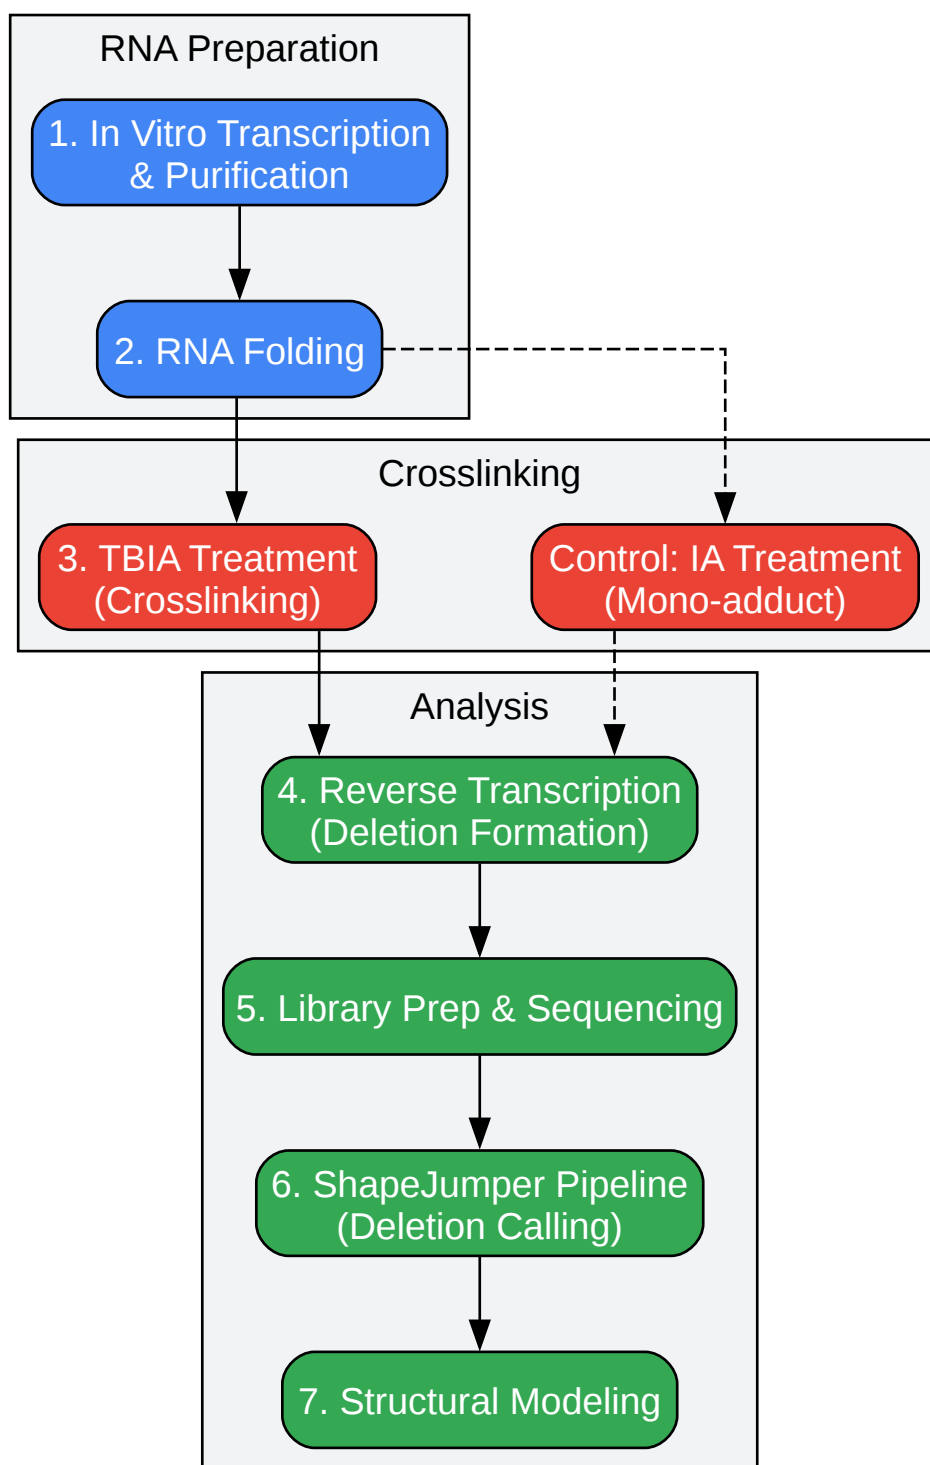 RNA Preparation
1. In Vitro Transcription
& Purification
2. RNA Folding
Crosslinking
3. TBIA Treatment
(Crosslinking)
Control: IA Treatment
(Mono-adduct)
Analysis
4. Reverse Transcription
(Deletion Formation)
5. Library Prep & Sequencing
6. ShapeJumper Pipeline
(Deletion Calling)
7. Structural Modeling